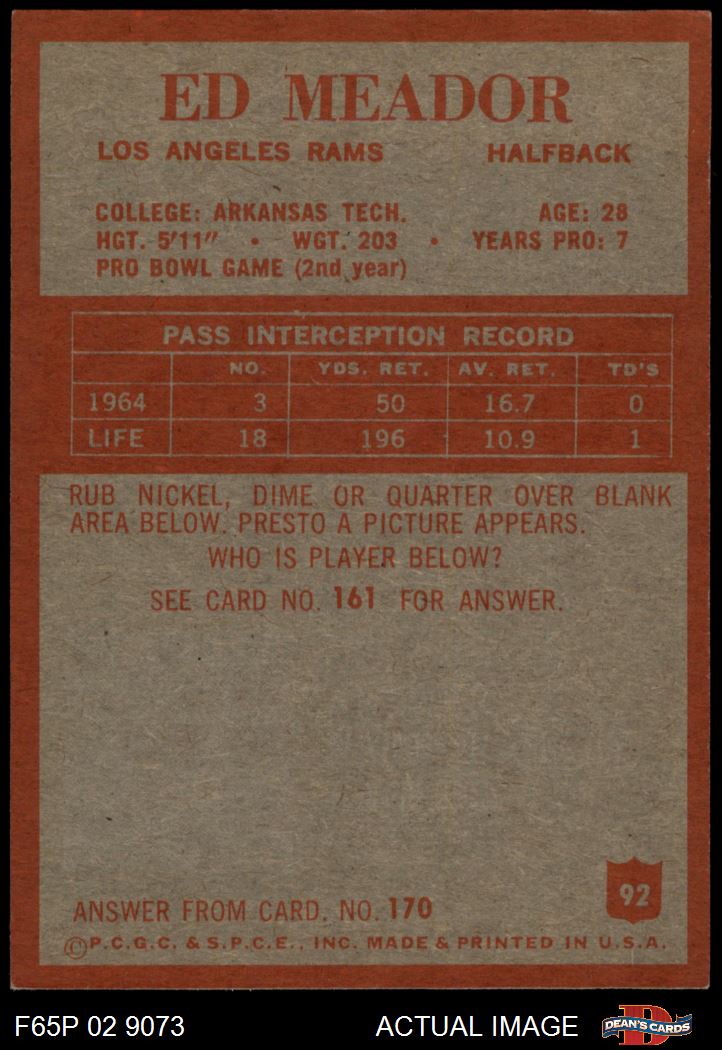 ED MEADOR
LOS ANGELES RAMS HALFBACK
COLLEGE: ARKANSAS TECH. AGE: 28
HGT. 5'11" • WGT. 203 • YEARS PRO: 7
PRO BOWL GAME (2nd year)
PASS INTERCEPTION RECORD
NO. YDS. RET. AV. RET. TD'S
1964 3 50 16.7 0
LIFE 18 196 10.9 1
RUB NICKEL, DIME OR QUARTER OVER BLANK
AREA BELOW. PRESTO A PICTURE APPEARS.
WHO IS PLAYER BELOW?
SEE CARD NO. 161 FOR ANSWER.
92
ANSWER FROM CARD. NO. 170
©P.C.G.C. & S.P.C.E., INC. MADE & PRINTED IN U.S.A.
F65P 02 9073 ACTUAL IMAGE D DEAN'S CARDS